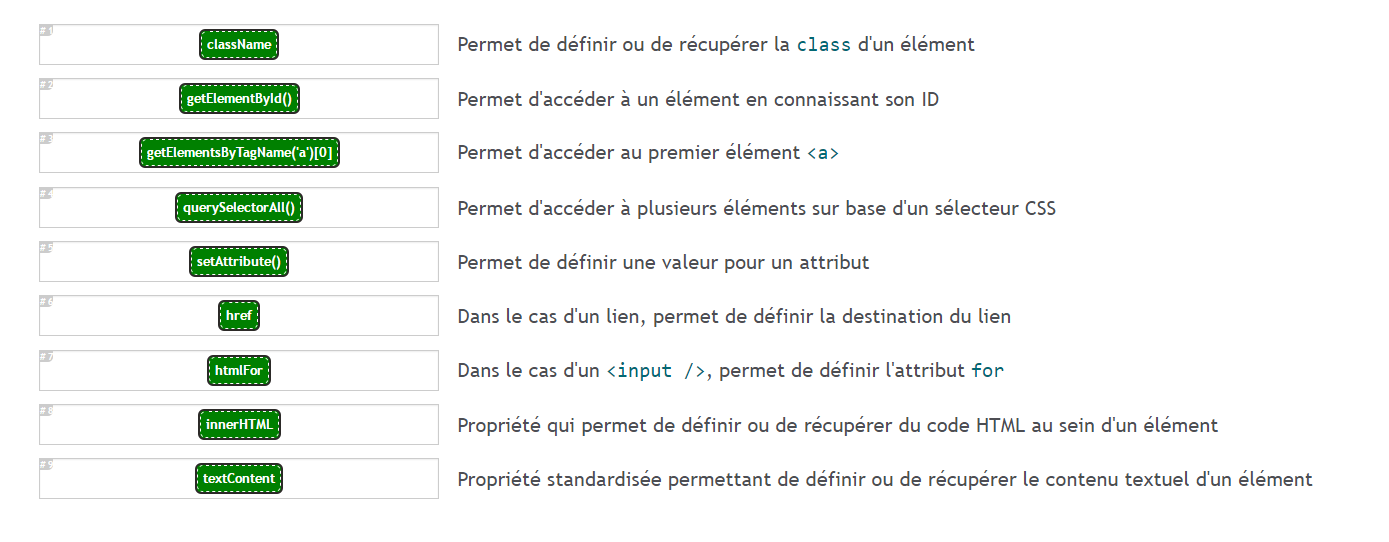 #1 className Permet de définir ou de récupérer la class d'un élément
#2 getElementById() Permet d'accéder à un élément en connaissant son ID
#3 getElementsByTagName('a')[0] Permet d'accéder au premier élément <a>
#4 querySelectorAll() Permet d'accéder à plusieurs éléments sur base d'un sélecteur CSS
#5 setAttribute() Permet de définir une valeur pour un attribut
#6 href Dans le cas d'un lien, permet de définir la destination du lien
#7 htmlFor Dans le cas d'un <input />, permet de définir l'attribut for
#8 innerHTML Propriété qui permet de définir ou de récupérer du code HTML au sein d'un élément
#9 textContent Propriété standardisée permettant de définir ou de récupérer le contenu textuel d'un élément